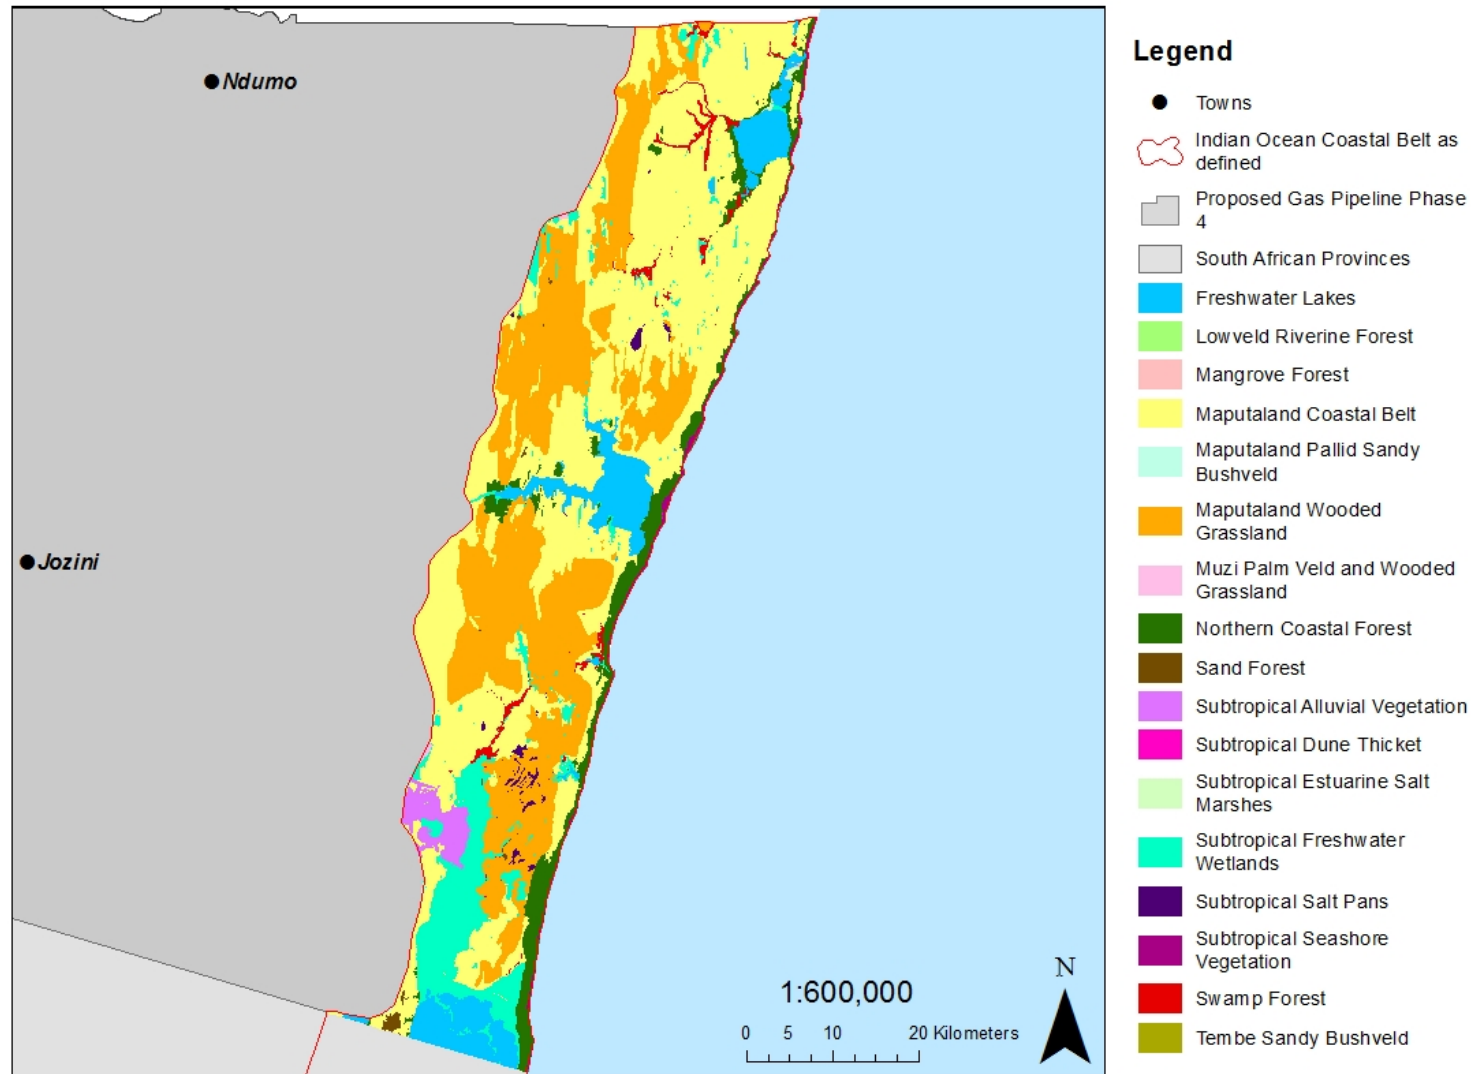 Ndumo
Jozini
1:600,000
0 5 10 20 Kilometers
N
Legend
Towns
Indian Ocean Coastal Belt as
defined
Proposed Gas Pipeline Phase
4
South African Provinces
Freshwater Lakes
Lowveld Riverine Forest
Mangrove Forest
Maputaland Coastal Belt
Maputaland Pallid Sandy
Bushveld
Maputaland Wooded
Grassland
Muzi Palm Veld and Wooded
Grassland
Northern Coastal Forest
Sand Forest
Subtropical Alluvial Vegetation
Subtropical Dune Thicket
Subtropical Estuarine Salt
Marshes
Subtropical Freshwater
Wetlands
Subtropical Salt Pans
Subtropical Seashore
Vegetation
Swamp Forest
Tembe Sandy Bushveld